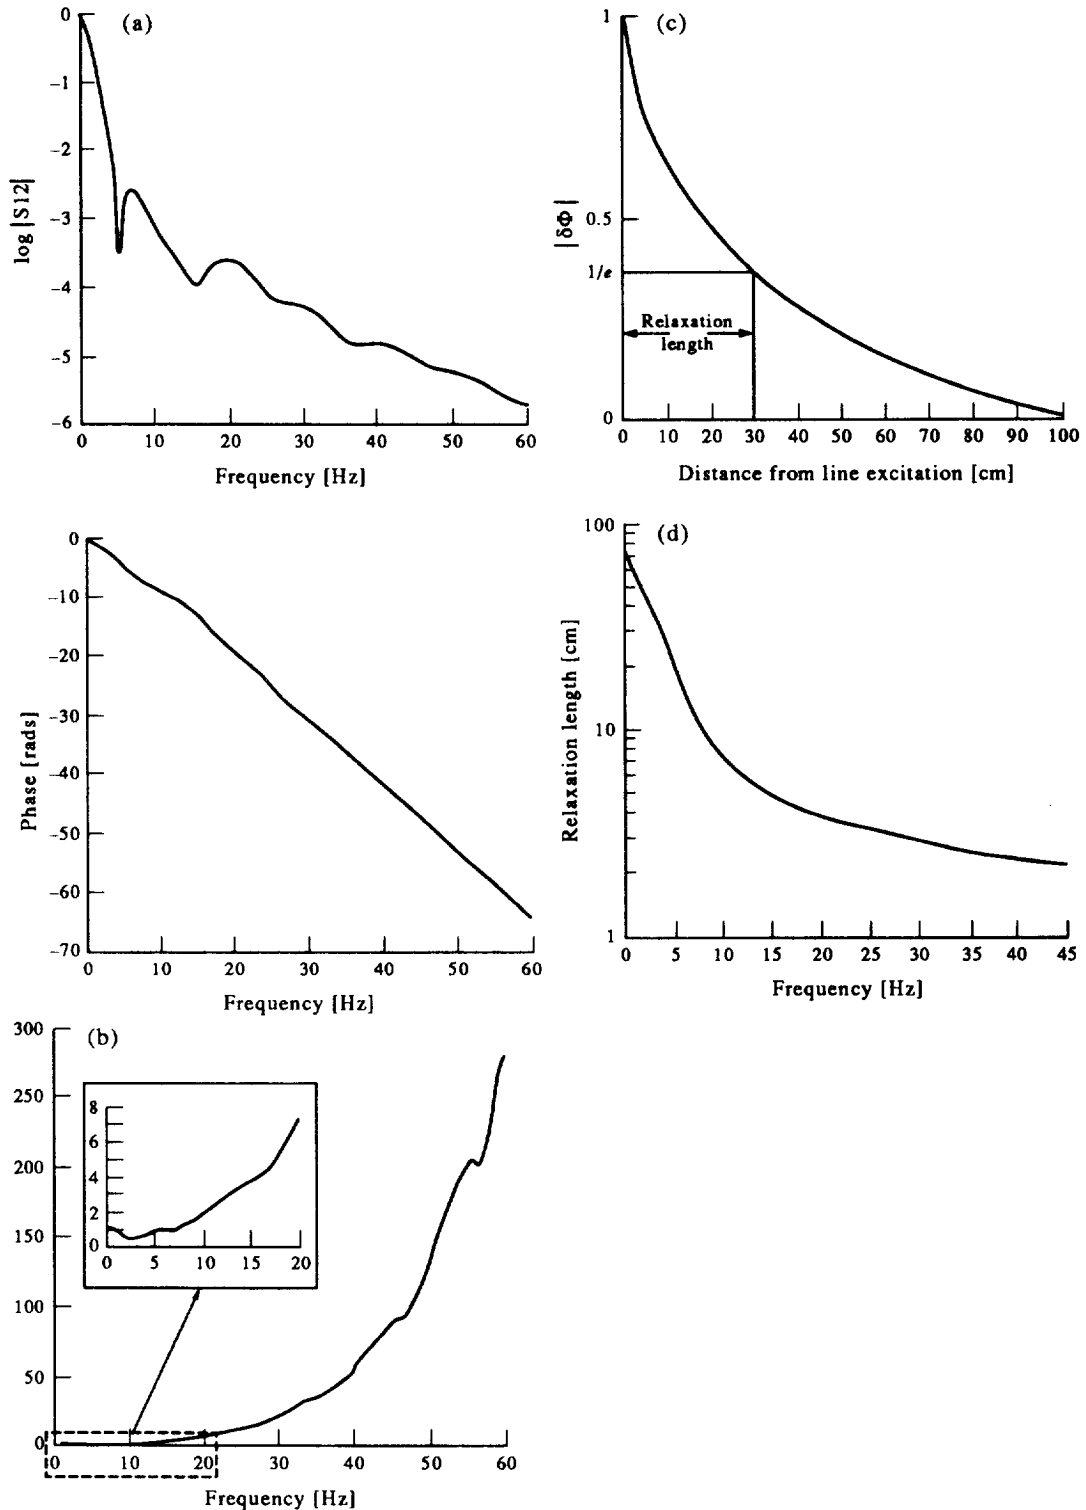 (a)
0
-1
-2
-3
-4
-5
-6
log |S12|
0 10 20 30 40 50 60
Frequency [Hz]
(c)
1
0.5
1/e
0
|δΦ|
Relaxation
length
0 10 20 30 40 50 60 70 80 90 100
Distance from line excitation [cm]
0
-10
-20
-30
-40
-50
-60
-70
Phase [rads]
0 10 20 30 40 50 60
Frequency [Hz]
(d)
100
10
1
Relaxation length [cm]
0 5 10 15 20 25 30 35 40 45
Frequency [Hz]
(b)
300
250
200
150
100
50
0
8
6
4
2
0
0 5 10 15 20
0 10 20 30 40 50 60
Frequency [Hz]